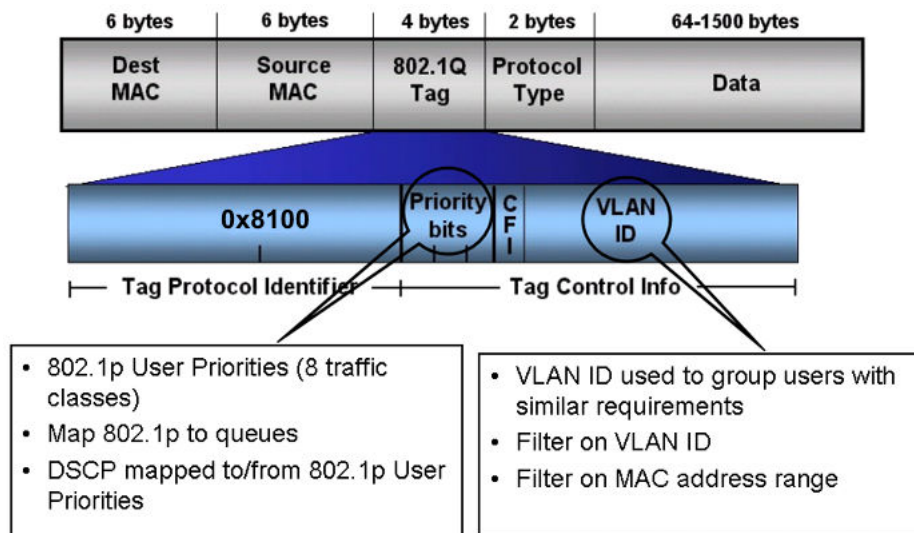 6 bytes 6 bytes 4 bytes 2 bytes 64-1500 bytes
Dest MAC
Source MAC
802.1Q Tag
Protocol Type
Data
0x8100
Priority bits
CFI
VLAN ID
Tag Protocol Identifier
Tag Control Info
• 802.1p User Priorities (8 traffic
classes)
• Map 802.1p to queues
• DSCP mapped to/from 802.1p User
Priorities
• VLAN ID used to group users with
similar requirements
• Filter on VLAN ID
• Filter on MAC address range